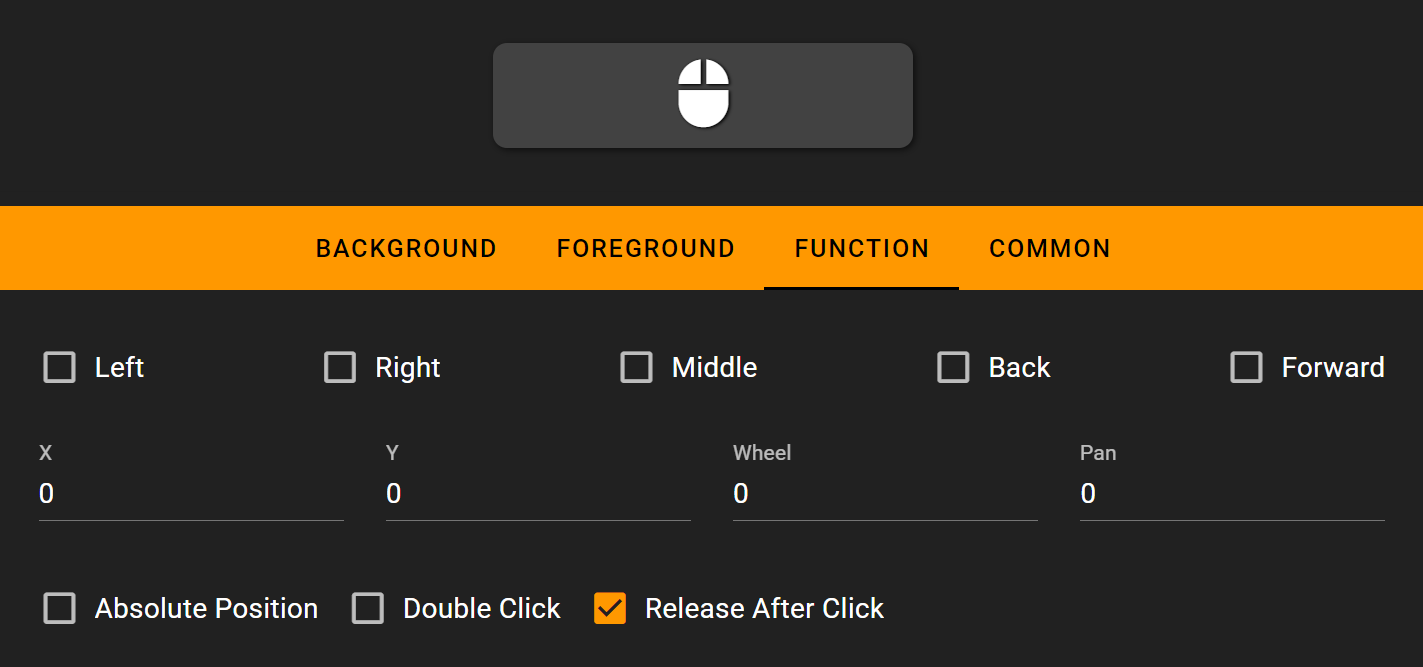 BACKGROUND FOREGROUND FUNCTION COMMON
Left Right Middle Back Forward
X Y Wheel Pan
0 0 0 0
Absolute Position Double Click Release After Click